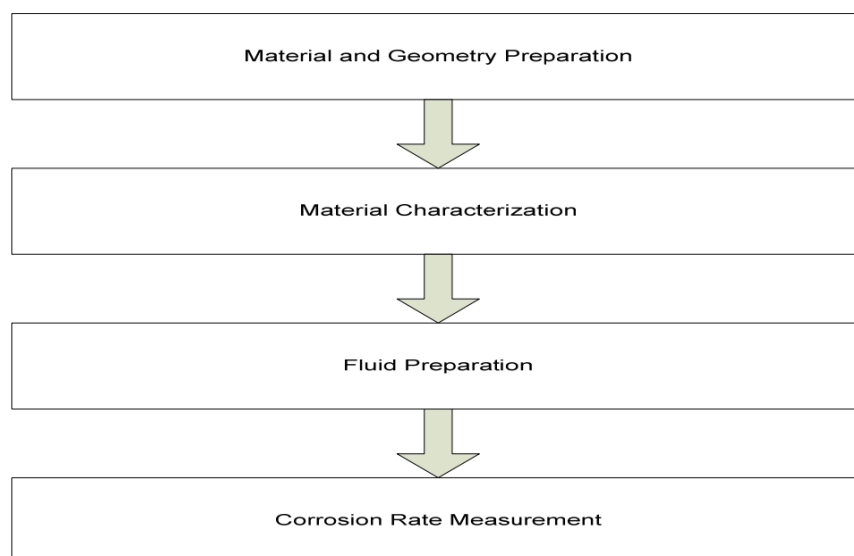 Material and Geometry Preparation
Material Characterization
Fluid Preparation
Corrosion Rate Measurement